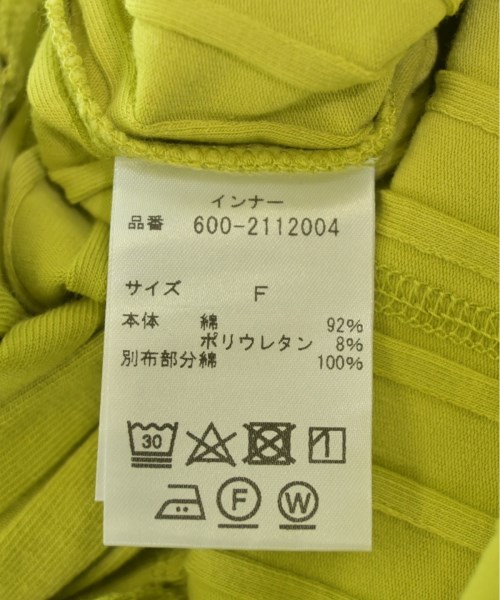 インナー
品番 600-2112004
サイズ F
本体 綿 92%
ポリウレタン 8%
別布部分綿 100%
30
F W